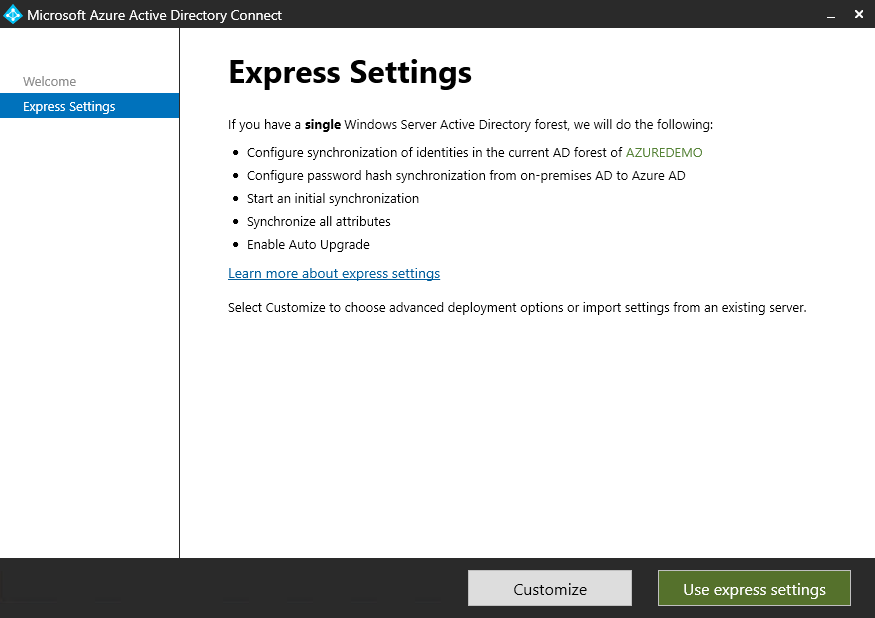 Microsoft Azure Active Directory Connect
Welcome
Express Settings
Express Settings
If you have a single Windows Server Active Directory forest, we will do the following:
Configure synchronization of identities in the current AD forest of AZUREDEMO
Configure password hash synchronization from on-premises AD to Azure AD
Start an initial synchronization
Synchronize all attributes
Enable Auto Upgrade
Learn more about express settings
Select Customize to choose advanced deployment options or import settings from an existing server.
Customize
Use express settings